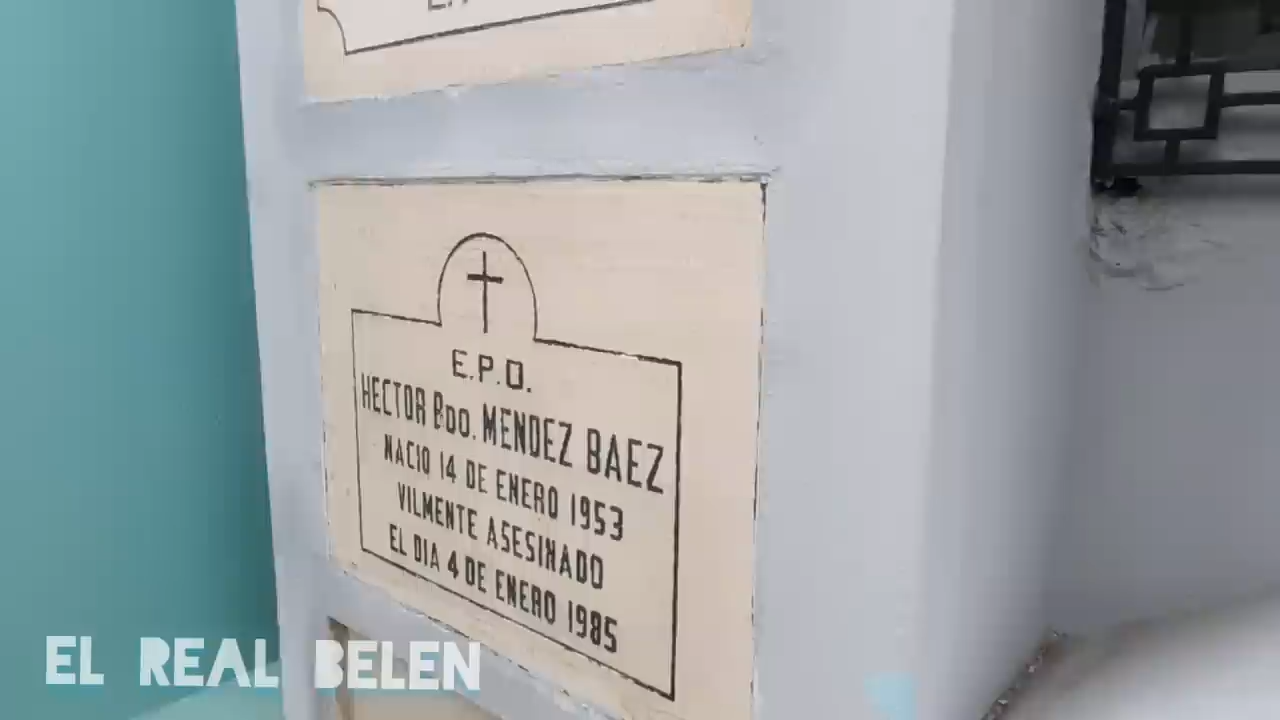 E.P.D.
HECTOR Bdo. MENDEZ BAEZ
NACIO 14 DE ENERO 1953
VILMENTE ASESINADO
EL DIA 4 DE ENERO 1985
EL REAL BELEN